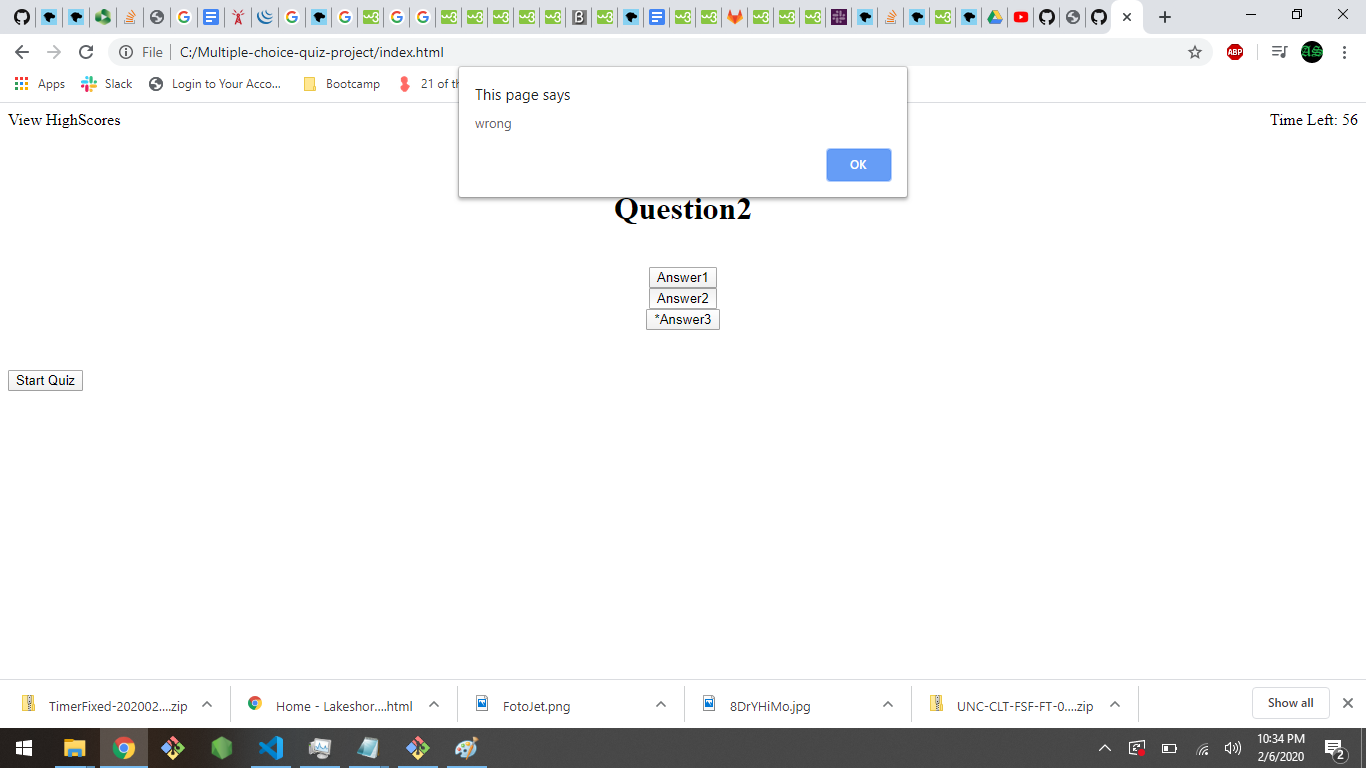 File
C:/Multiple-choice-quiz-project/index.html
ABP
Apps
Slack
Login to Your Acco...
Bootcamp
21 of th
This page says
wrong
OK
View HighScores
Time Left: 56
Question2
Answer1
Answer2
*Answer3
Start Quiz
TimerFixed-202002....zip
Home - Lakeshor....html
FotoJet.png
8DrYHiMo.jpg
UNC-CLT-FSF-FT-0....zip
Show all
10:34 PM
2/6/2020
2